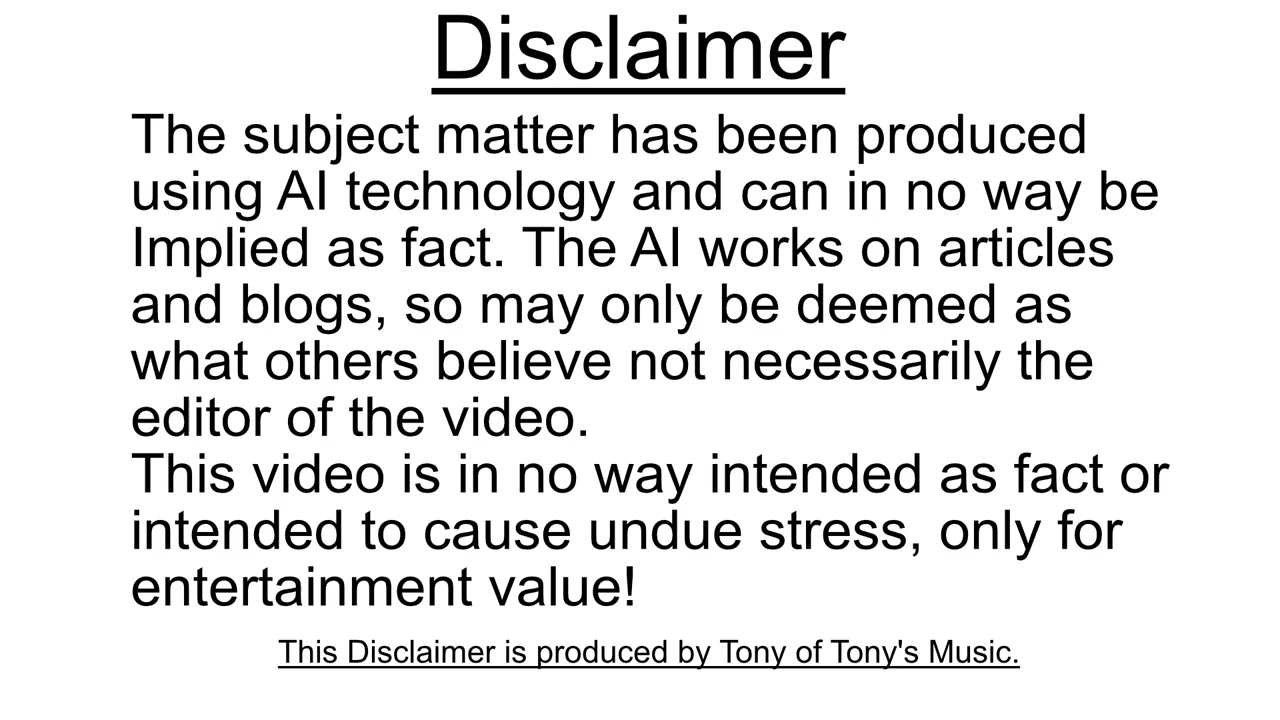 Disclaimer
The subject matter has been produced
using AI technology and can in no way be
Implied as fact. The AI works on articles
and blogs, so may only be deemed as
what others believe not necessarily the
editor of the video.
This video is in no way intended as fact or
intended to cause undue stress, only for
entertainment value!
This Disclaimer is produced by Tony of Tony's Music.